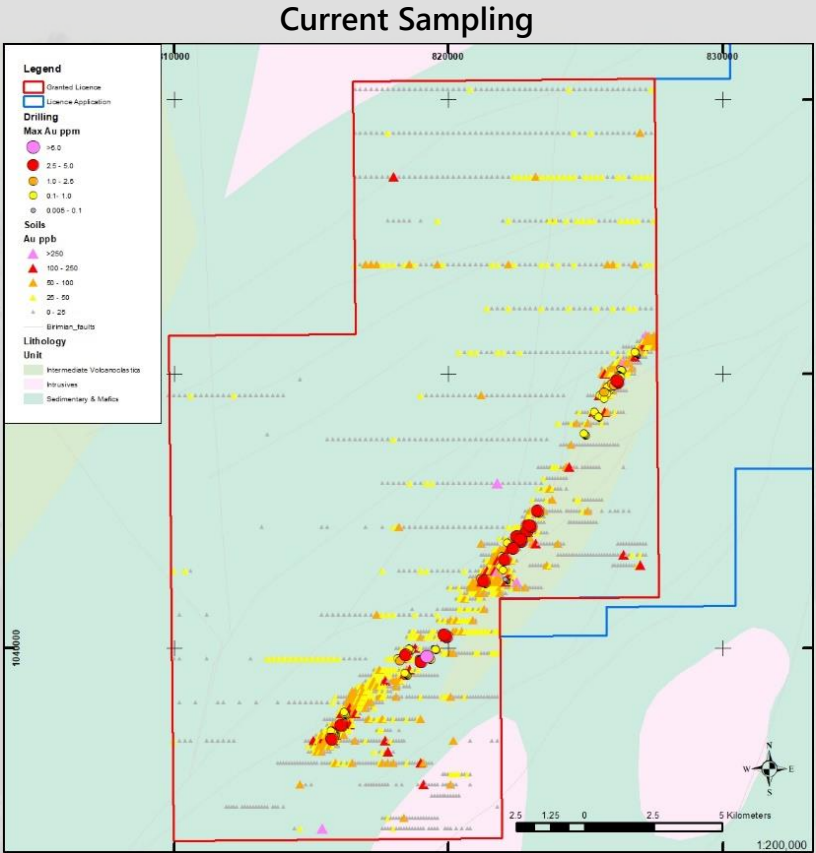 Current Sampling
10000
820000
830000
Legend
Granted Licence
Licence Application
Drilling
Max Au ppm
>5.0
2.5 - 5.0
1.0 - 2.5
0.1 - 1.0
0.005 - 0.1
Soils
Au ppb
>250
100 - 250
50 - 100
25 - 50
0 - 25
Birimian_faults
Lithology
Unit
Intermediate Volcanoclastics
Intrusives
Sedimentary & Mafics
1040000
N
W
E
S
2.5 1.25 0 2.5 5 Kilometers
1:200,000